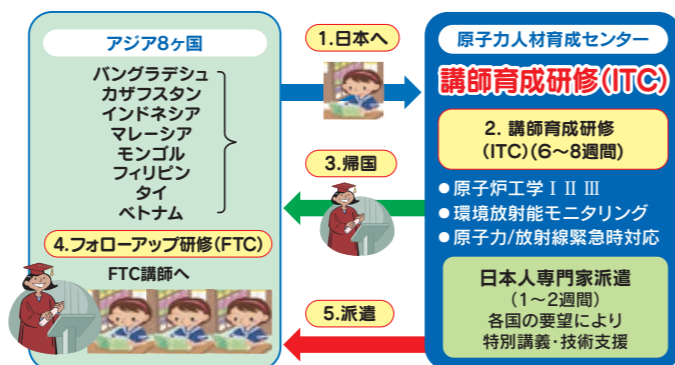 アジア8ヶ国
バングラデシュ
カザフスタン
インドネシア
マレーシア
モンゴル
フィリピン
タイ
ベトナム
4.フォローアップ研修(FTC)
FTC講師へ
1.日本へ
3.帰国
5.派遣
原子力人材育成センター
講師育成研修(ITC)
2. 講師育成研修
(ITC)(6〜8週間)
●原子炉工学ⅠⅡⅢ
●環境放射能モニタリング
●原子力/放射線緊急時対応
日本人専門家派遣
(1〜2週間)
各国の要望により
特別講義・技術支援